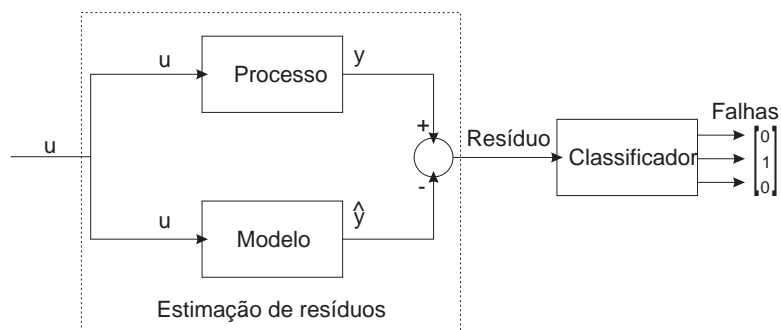 u
u
Processo
y
+
Resíduo
Classificador
Falhas
0
1
0
-
u
Modelo
ŷ
Estimação de resíduos